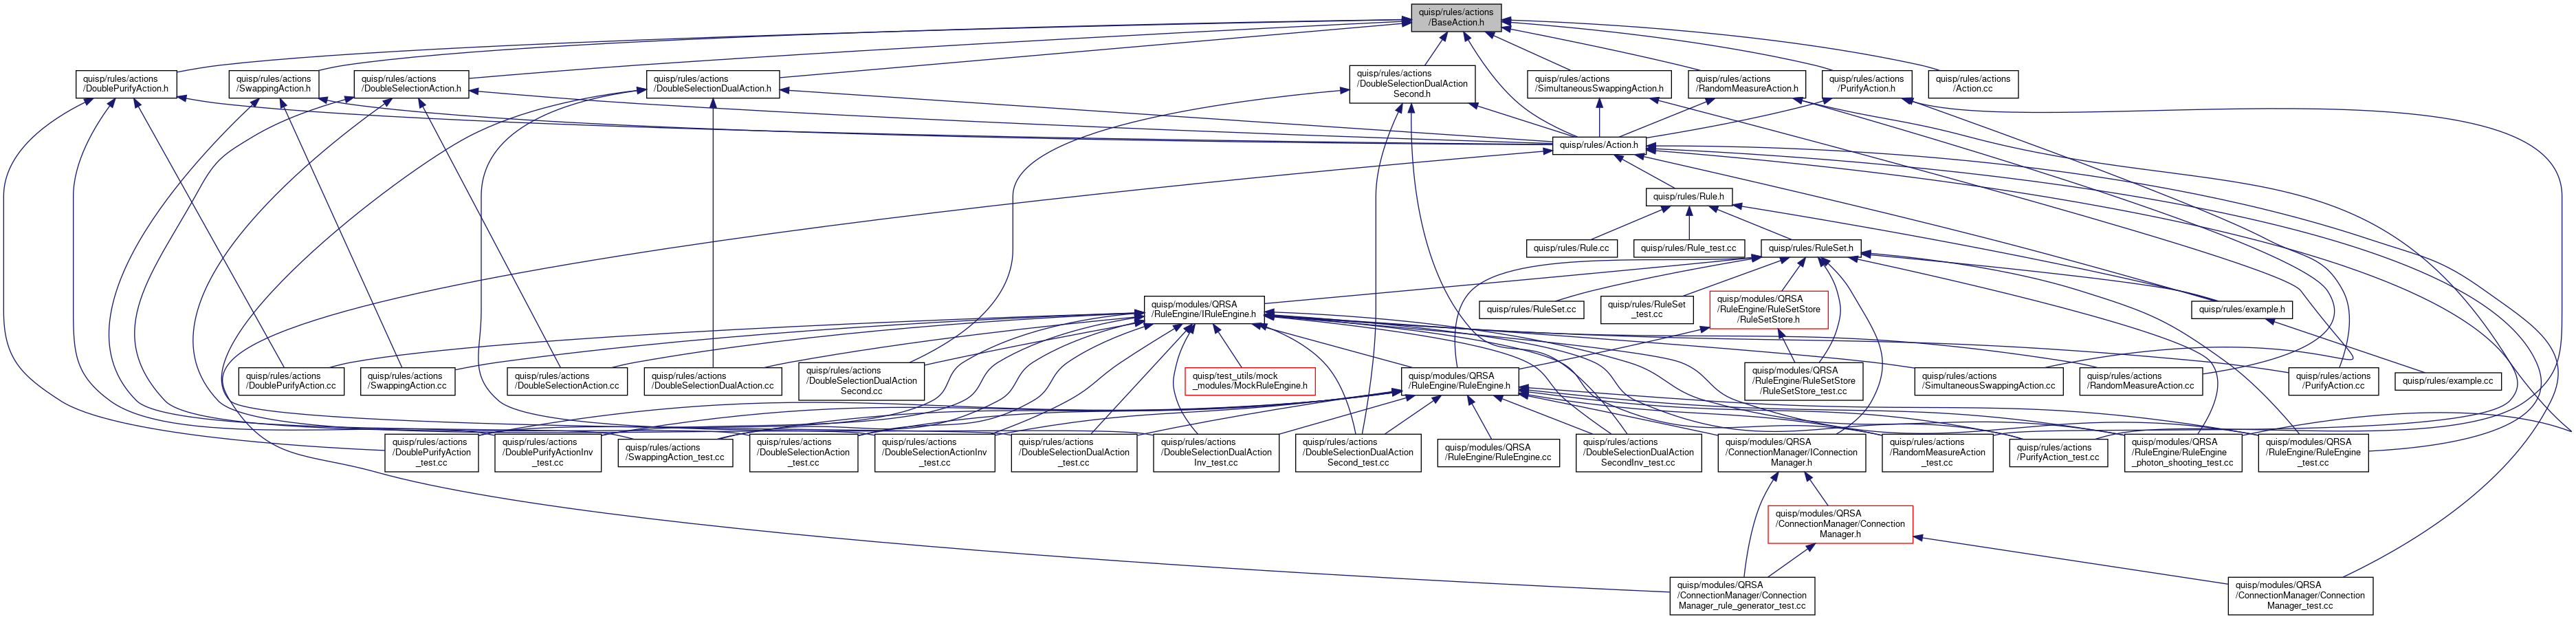 quisp/rules/actions
/BaseAction.h
quisp/rules/actions
/DoublePurifyAction.h
quisp/rules/actions
/SwappingAction.h
quisp/rules/actions
/DoubleSelectionAction.h
quisp/rules/actions
/DoubleSelectionDualAction.h
quisp/rules/actions
/DoubleSelectionDualAction
Second.h
quisp/rules/actions
/SimultaneousSwappingAction.h
quisp/rules/actions
/RandomMeasureAction.h
quisp/rules/actions
/PurifyAction.h
quisp/rules/actions
/Action.cc
quisp/rules/Action.h
quisp/rules/Rule.h
quisp/rules/Rule.cc
quisp/rules/Rule_test.cc
quisp/rules/RuleSet.h
quisp/modules/QRSA
/RuleEngine/IRuleEngine.h
quisp/rules/RuleSet.cc
quisp/rules/RuleSet
_test.cc
quisp/modules/QRSA
/RuleEngine/RuleSetStore
/RuleSetStore.h
quisp/rules/example.h
quisp/rules/actions
/DoublePurifyAction.cc
quisp/rules/actions
/SwappingAction.cc
quisp/rules/actions
/DoubleSelectionAction.cc
quisp/rules/actions
/DoubleSelectionDualAction.cc
quisp/rules/actions
/DoubleSelectionDualAction
Second.cc
quisp/test_utils/mock
_modules/MockRuleEngine.h
quisp/modules/QRSA
/RuleEngine/RuleEngine.h
quisp/modules/QRSA
/RuleEngine/RuleSetStore
/RuleSetStore_test.cc
quisp/rules/actions
/SimultaneousSwappingAction.cc
quisp/rules/actions
/RandomMeasureAction.cc
quisp/rules/actions
/PurifyAction.cc
quisp/rules/example.cc
quisp/rules/actions
/DoublePurifyAction
_test.cc
quisp/rules/actions
/DoublePurifyActionInv
_test.cc
quisp/rules/actions
/SwappingAction_test.cc
quisp/rules/actions
/DoubleSelectionAction
_test.cc
quisp/rules/actions
/DoubleSelectionActionInv
_test.cc
quisp/rules/actions
/DoubleSelectionDualAction
_test.cc
quisp/rules/actions
/DoubleSelectionDualAction
Inv_test.cc
quisp/rules/actions
/DoubleSelectionDualAction
Second_test.cc
quisp/modules/QRSA
/RuleEngine/RuleEngine.cc
quisp/rules/actions
/DoubleSelectionDualAction
SecondInv_test.cc
quisp/modules/QRSA
/ConnectionManager/IConnection
Manager.h
quisp/rules/actions
/RandomMeasureAction
_test.cc
quisp/rules/actions
/PurifyAction_test.cc
quisp/modules/QRSA
/RuleEngine/RuleEngine
_photon_shooting_test.cc
quisp/modules/QRSA
/RuleEngine/RuleEngine
_test.cc
quisp/modules/QRSA
/ConnectionManager/Connection
Manager.h
quisp/modules/QRSA
/ConnectionManager/Connection
Manager_rule_generator_test.cc
quisp/modules/QRSA
/ConnectionManager/Connection
Manager_test.cc